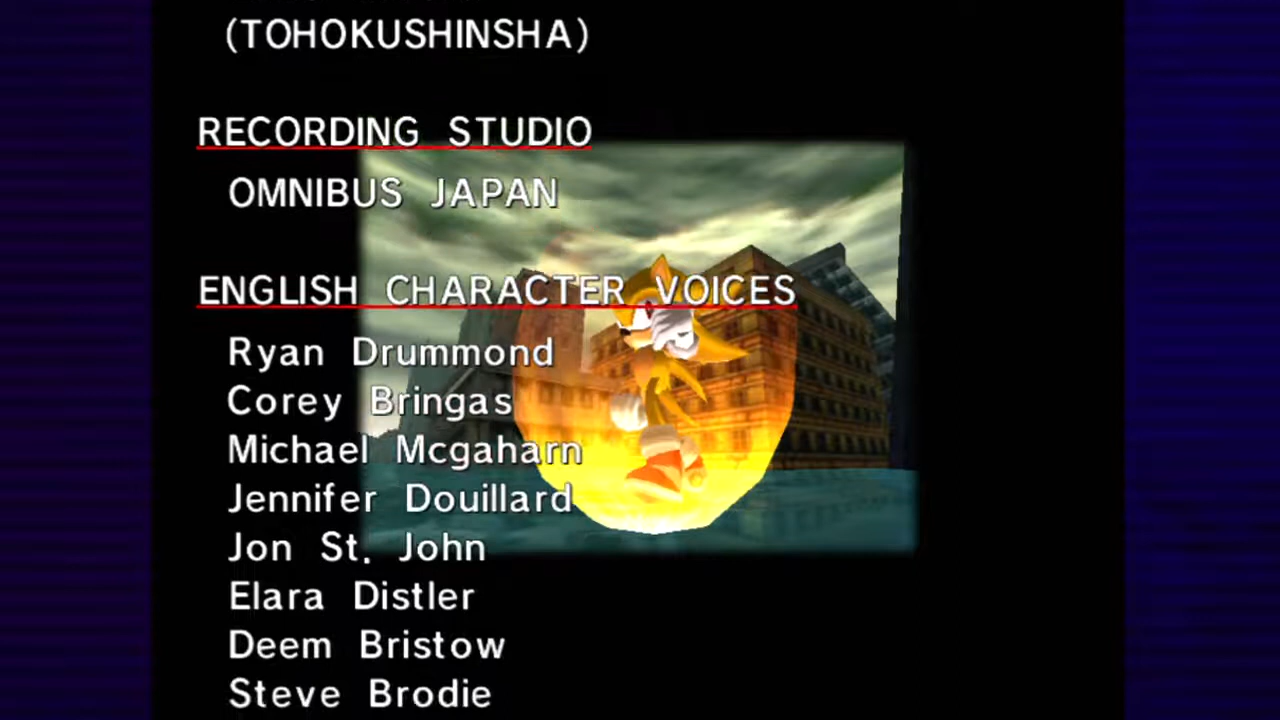 (TOHOKUSHINSHA)
RECORDING STUDIO
OMNIBUS JAPAN
ENGLISH CHARACTER VOICES
Ryan Drummond
Corey Bringas
Michael Mcgaharn
Jennifer Douillard
Jon St. John
Elara Distler
Deem Bristow
Steve Brodie